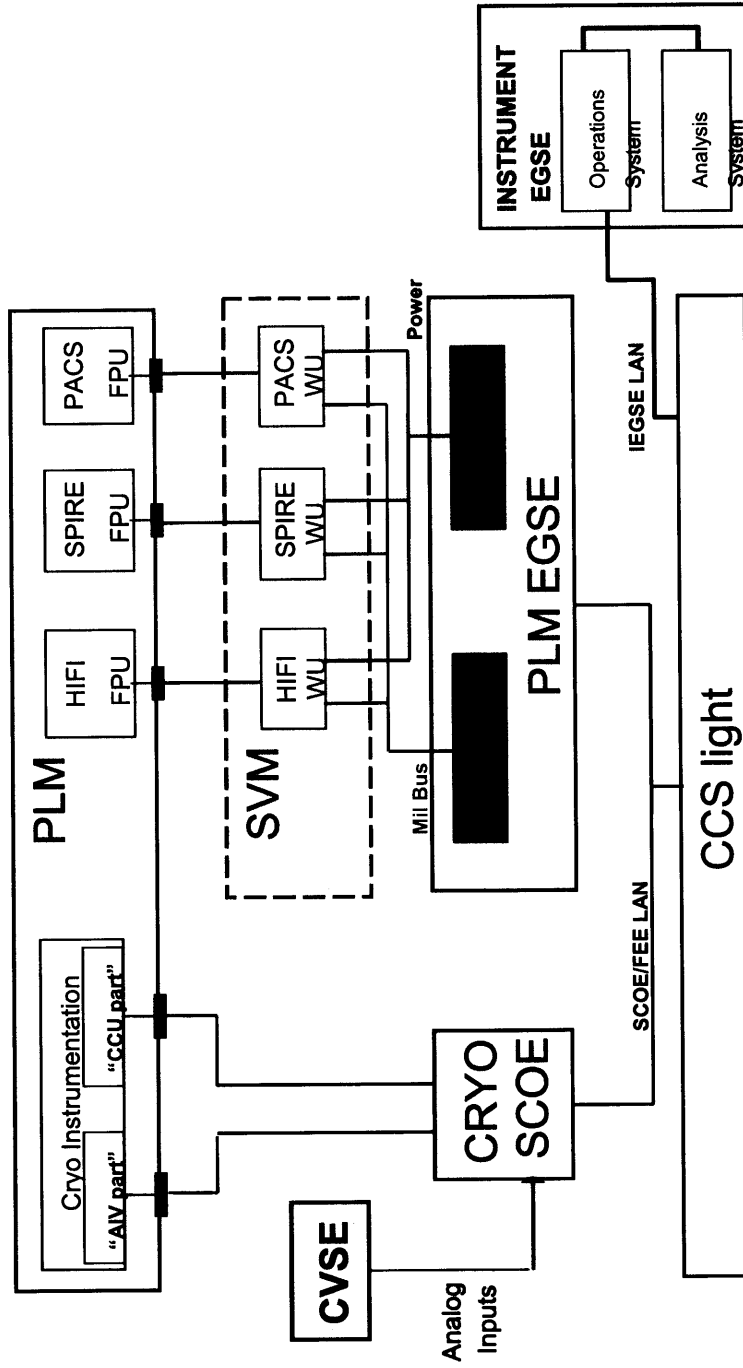 PLM
Cryo Instrumentation
"AIV part"
"CCU part"
HIFI
FPU
SPIRE
FPU
PACS
FPU
SVM
HIFI
WU
SPIRE
WU
PACS
WU
CVSE
Analog
Inputs
CRYO
SCOE
Mil Bus
Power
PLM EGSE
SCOE/FEE LAN
IEGSE LAN
CCS light
INSTRUMENT
EGSE
Operations
System
Analysis
System